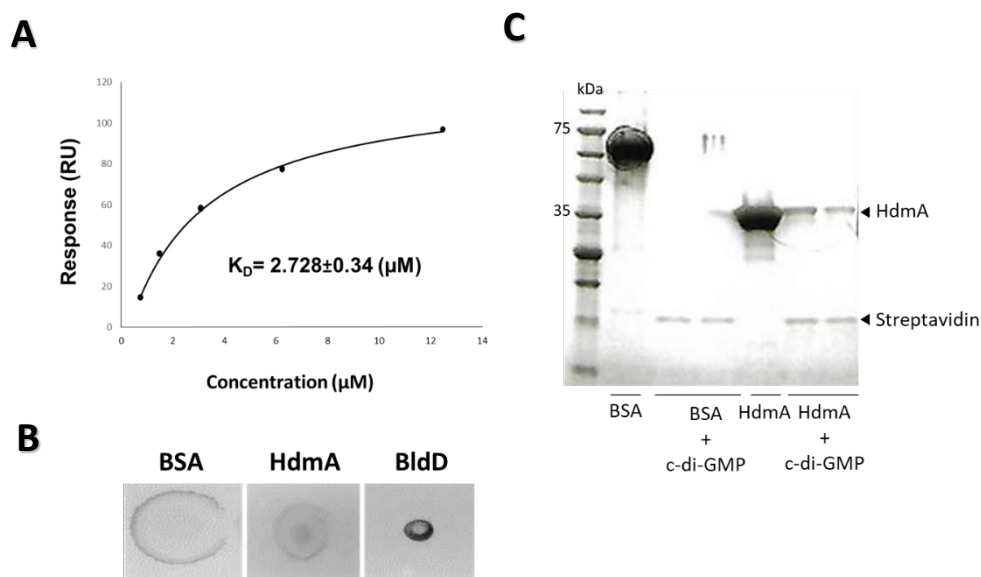 A
Response (RU)
120
100
80
60
40
20
0
K_D= 2.728±0.34 (µM)
0 2 4 6 8 10 12 14
Concentration (µM)
B
BSA HdmA BldD
C
kDa
75
35
HdmA
Streptavidin
BSA BSA HdmA HdmA
+ +
c-di-GMP c-di-GMP